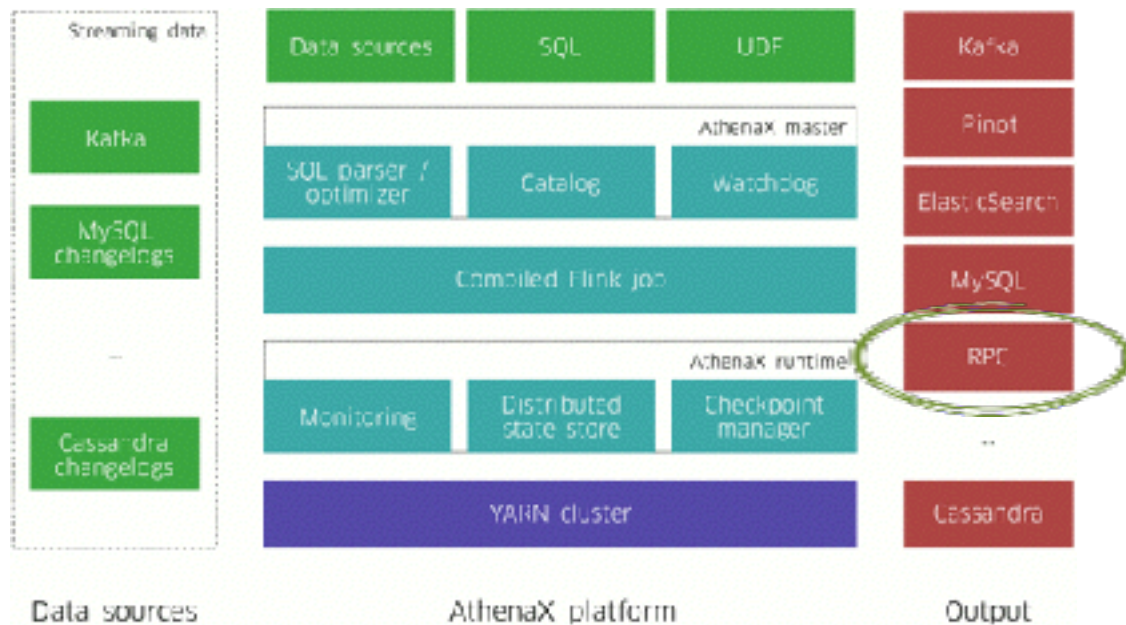 Streaming data
Kafka
MySQL
changelogs
...
Cassandra
changelogs
Data sources
Data sources
SQL
UDF
AthenaX master
SQL parser /
optimizer
Catalog
Watchdog
Compiled Flink job
AthenaX runtime
Monitoring
Distributed
state store
Checkpoint
manager
YARN cluster
AthenaX platform
Kafka
Pinot
ElasticSearch
MySQL
RPC
...
Cassandra
Output